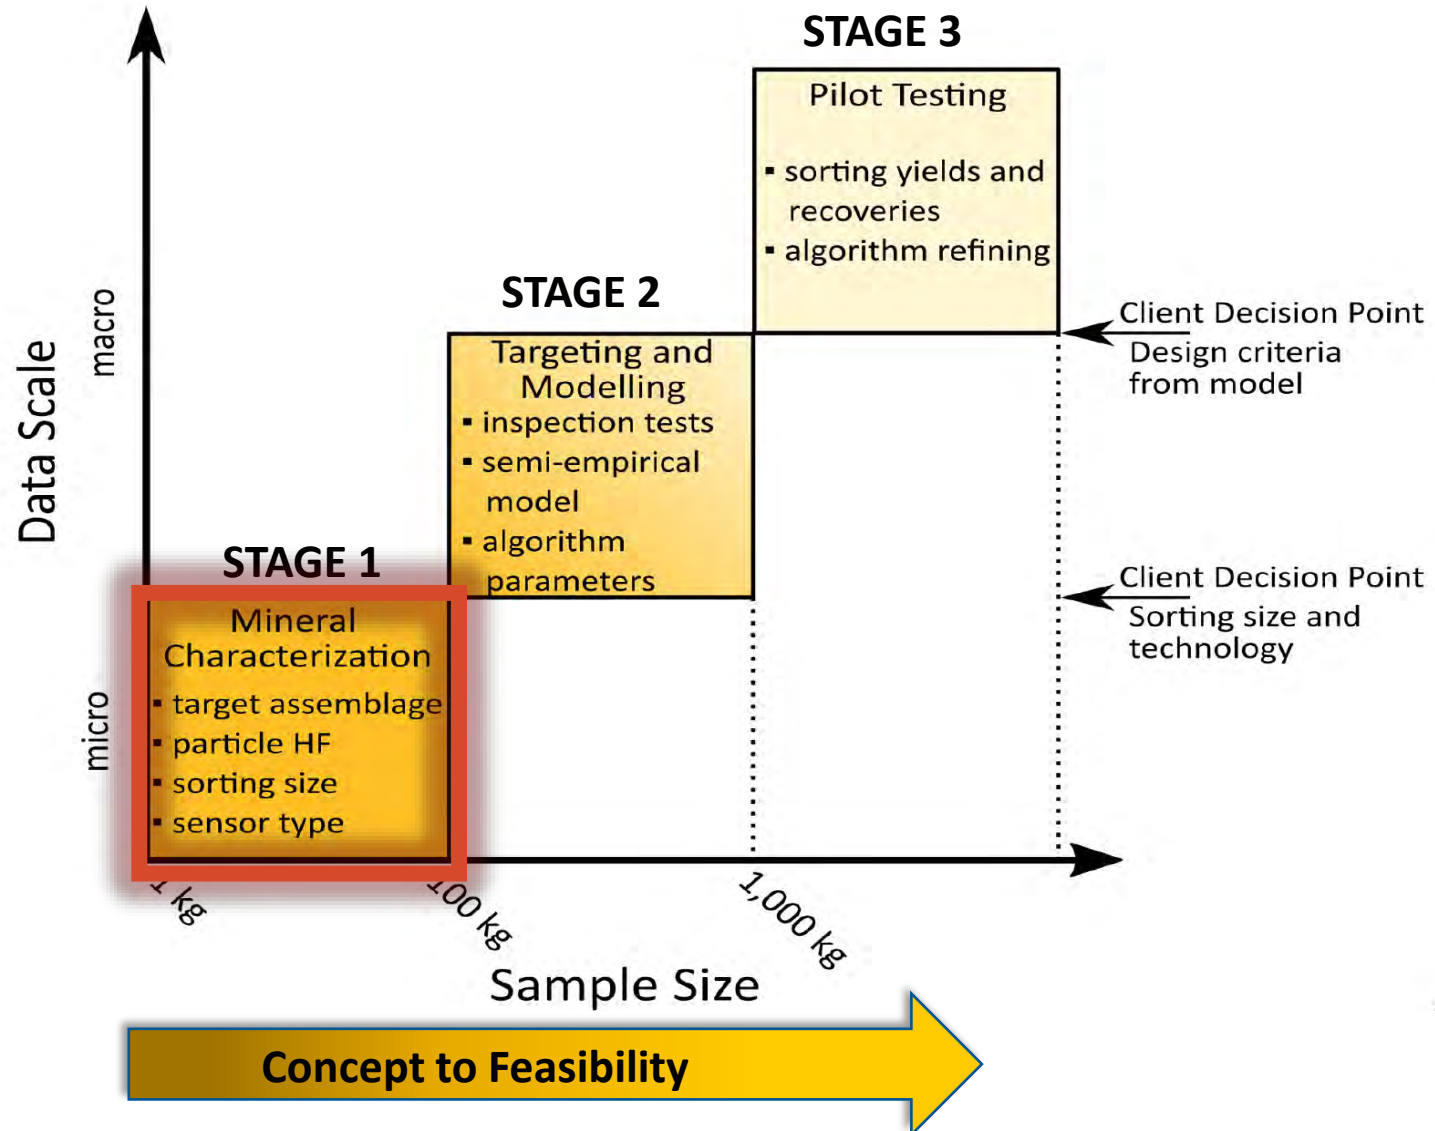 STAGE 3
Pilot Testing
▪ sorting yields and
recoveries
▪ algorithm refining
STAGE 2
Targeting and
Modelling
▪ inspection tests
▪ semi-empirical
model
▪ algorithm
parameters
STAGE 1
Mineral
Characterization
▪ target assemblage
▪ particle HF
▪ sorting size
▪ sensor type
Client Decision Point
Design criteria
from model
Client Decision Point
Sorting size and
technology
Data Scale
macro
micro
1 kg
100 kg
1,000 kg
Sample Size
Concept to Feasibility